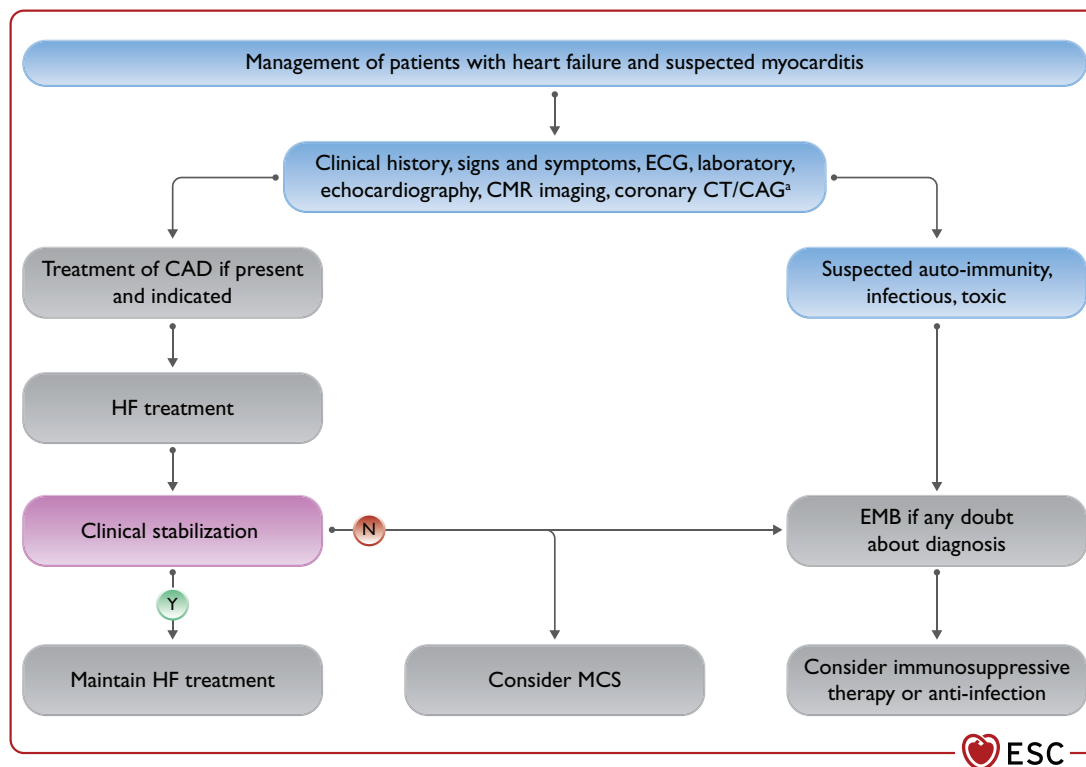 Management of patients with heart failure and suspected myocarditis
Clinical history, signs and symptoms, ECG, laboratory,
echocardiography, CMR imaging, coronary CT/CAGᵃ
Treatment of CAD if present
and indicated
Suspected auto-immunity,
infectious, toxic
HF treatment
Clinical stabilization
N
EMB if any doubt
about diagnosis
Y
Maintain HF treatment
Consider MCS
Consider immunosuppressive
therapy or anti-infection
ESC